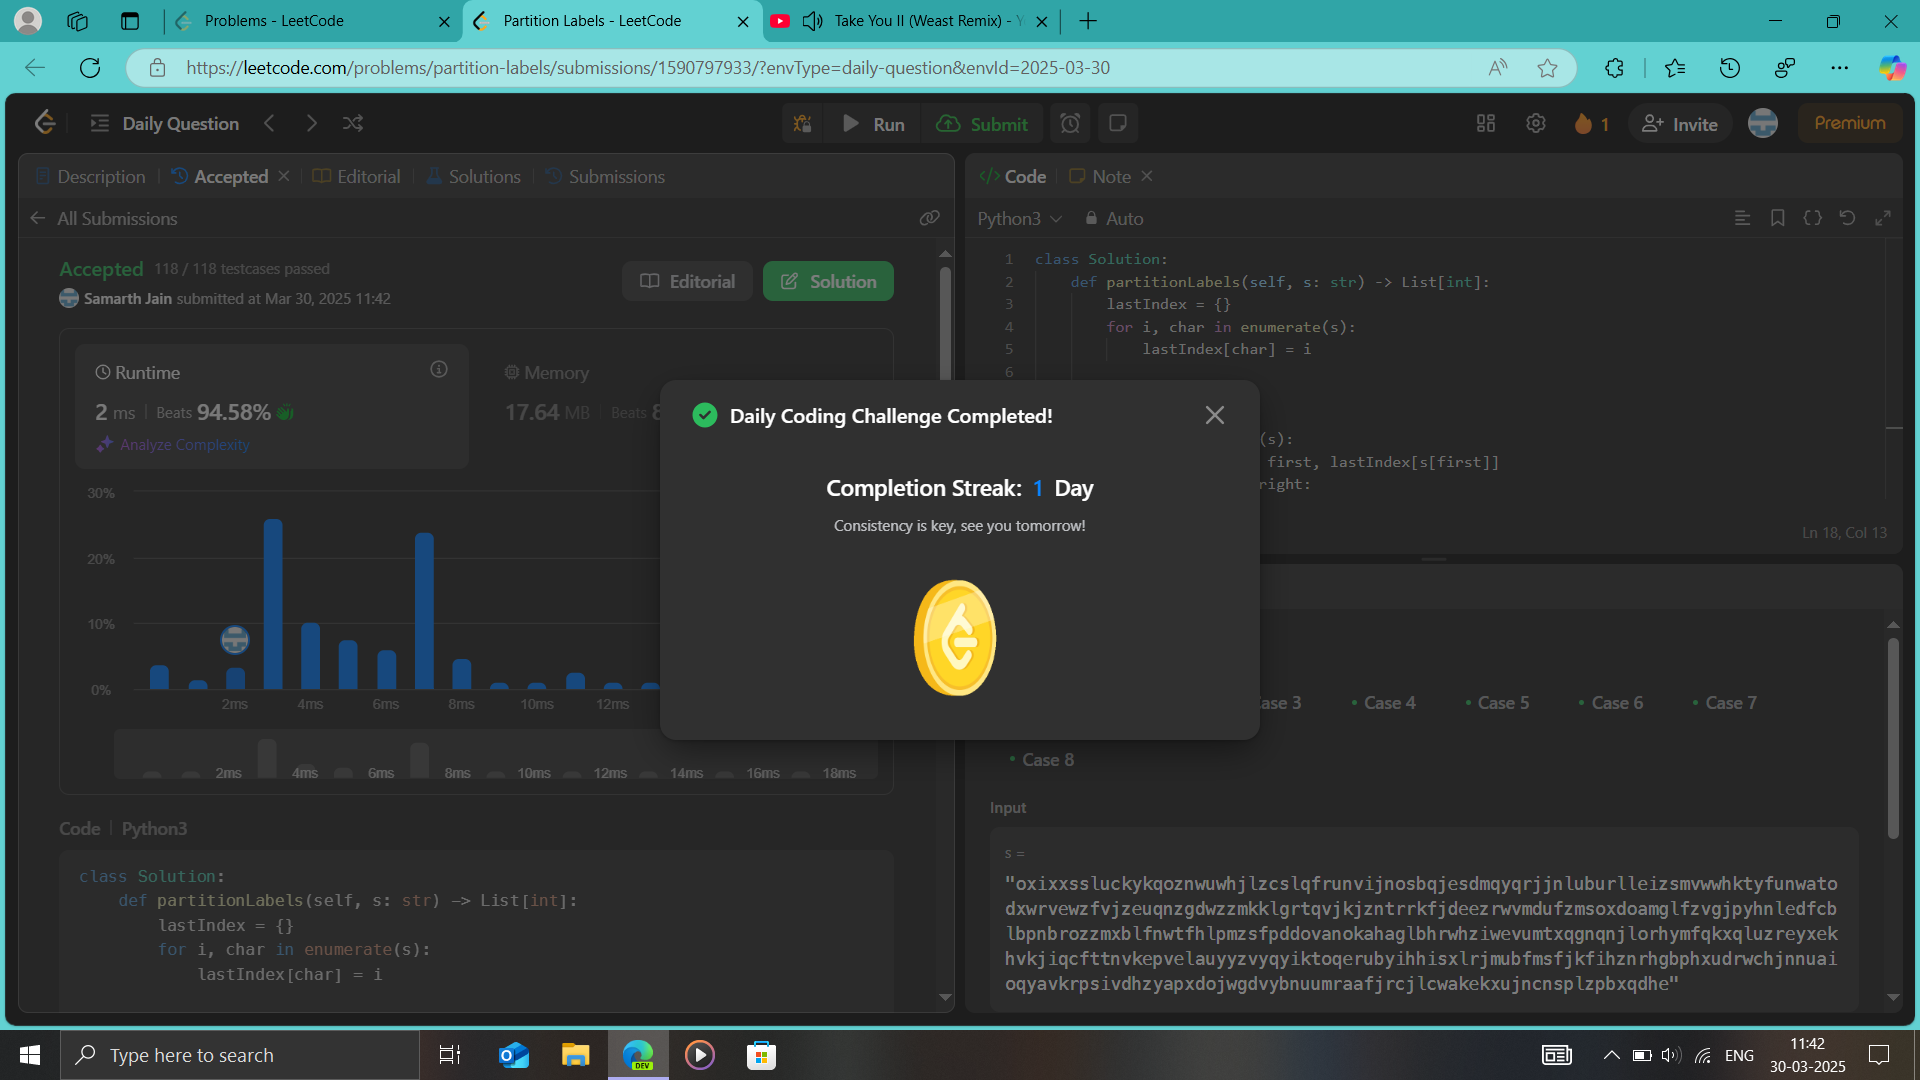 Problems - LeetCode
Partition Labels - LeetCode
Take You II (Weast Remix) - Y
https://leetcode.com/problems/partition-labels/submissions/1590797933/?envType=daily-question&envId=2025-03-30
Daily Question
Run
Submit
1
Invite
Premium
Description
Accepted
Editorial
Solutions
Submissions
All Submissions
Accepted 118 / 118 testcases passed
Samarth Jain submitted at Mar 30, 2025 11:42
Editorial
Solution
Runtime
2 ms | Beats 94.58%
Analyze Complexity
Memory
17.64 MB | Beats 8
30%
20%
10%
0%
2ms 4ms 6ms 8ms 10ms 12ms
2ms 4ms 6ms 8ms 10ms 12ms 14ms 16ms 18ms
Code | Python3
class Solution:
def partitionLabels(self, s: str) -> List[int]:
lastIndex = {}
for i, char in enumerate(s):
lastIndex[char] = i
Daily Coding Challenge Completed!
Completion Streak: 1 Day
Consistency is key, see you tomorrow!
</> Code
Note
Python3
Auto
1 class Solution:
2 def partitionLabels(self, s: str) -> List[int]:
3 lastIndex = {}
4 for i, char in enumerate(s):
5 lastIndex[char] = i
6
(s):
first, lastIndex[s[first]]
right:
Ln 18, Col 13
ase 3
Case 4
Case 5
Case 6
Case 7
Case 8
Input
s =
"oxixxssluckykqoznwuwhjlzcslqfrunvijnosbqjesdmqyqrjjnluburlleizsmvwwhktyfunwato
dxwrvewzfvjzeuqnzgdwzzmkklgrtqvjkjzntrrkfjdeezrwvmdufzmsoxdoamglfzvgjpyhnledfcb
lbpnbrozzmxblfnwtfhlpmzsfpddovanokahaglbhrwhziwevumtxqgnqnjlorhymfqkxqluzreyxek
hvkjiqcfttnvkepvelauyyzvyqyiktoqerubyihhisxlrjmubfmsfjkfihznrhgbphxudrwchjnnuai
oqyavkrpsivdhzyapxdojwgdvybnuumraafjrcjlcwakekxujncnsplzpbxqdhe"
Type here to search
DEV
ENG
11:42
30-03-2025